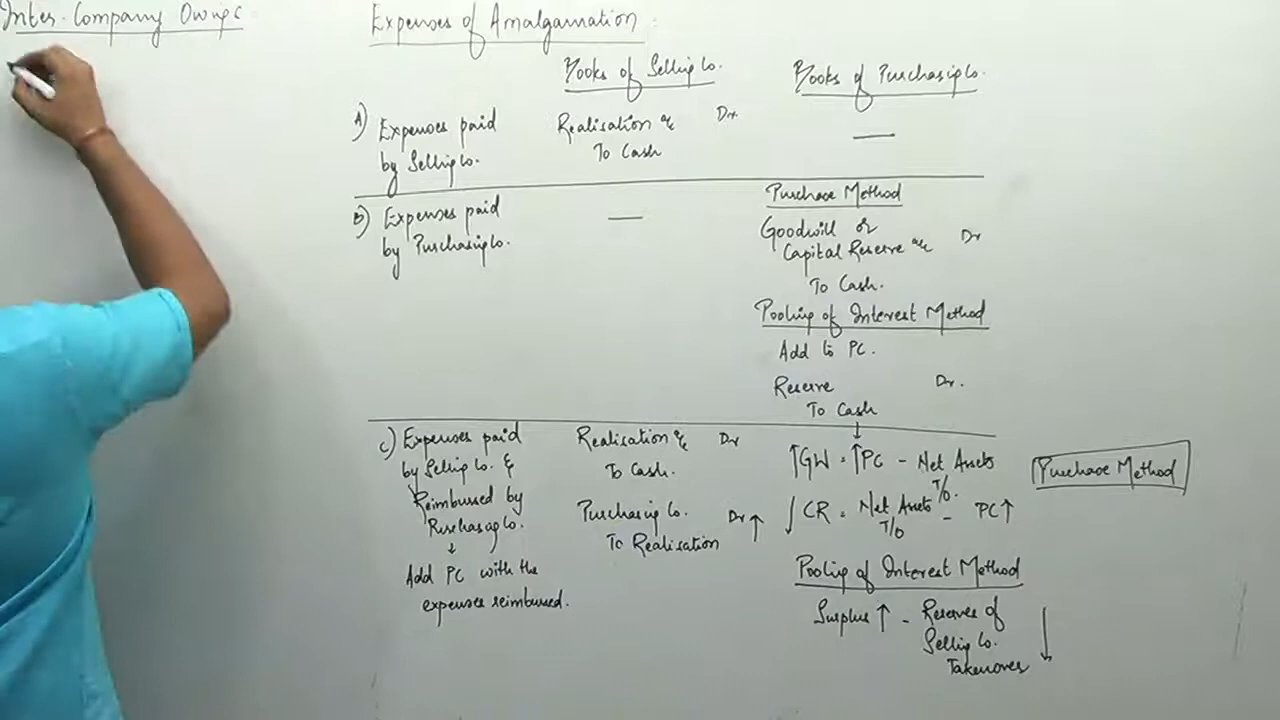 Inter-Company Owings
Expenses of Amalgamation
Books of Selling Co.
Books of Purchasing Co.
A) Expenses paid
by Selling Co.
Realisation a/c Dr.
To Cash
—
B) Expenses paid
by Purchasing Co.
—
Purchase Method
Goodwill or
Capital Reserve a/c Dr
To Cash.
Pooling of Interest Method
Add to PC.
Reserve Dr.
To Cash
C) Expenses paid
by Selling Co. &
Reimbursed by
Purchasing Co.
↓
Add PC with the
expenses reimbursed.
Realisation a/c Dr
To Cash.
Purchasing Co. Dr ↑
To Realisation
↓
↑GW = ↑PC - Net Assets
T/O.
↓ CR = Net Assets - PC↑
T/O
Purchase Method
Pooling of Interest Method
Surplus ↑ - Reserves of
Selling Co.
Takenover ↓